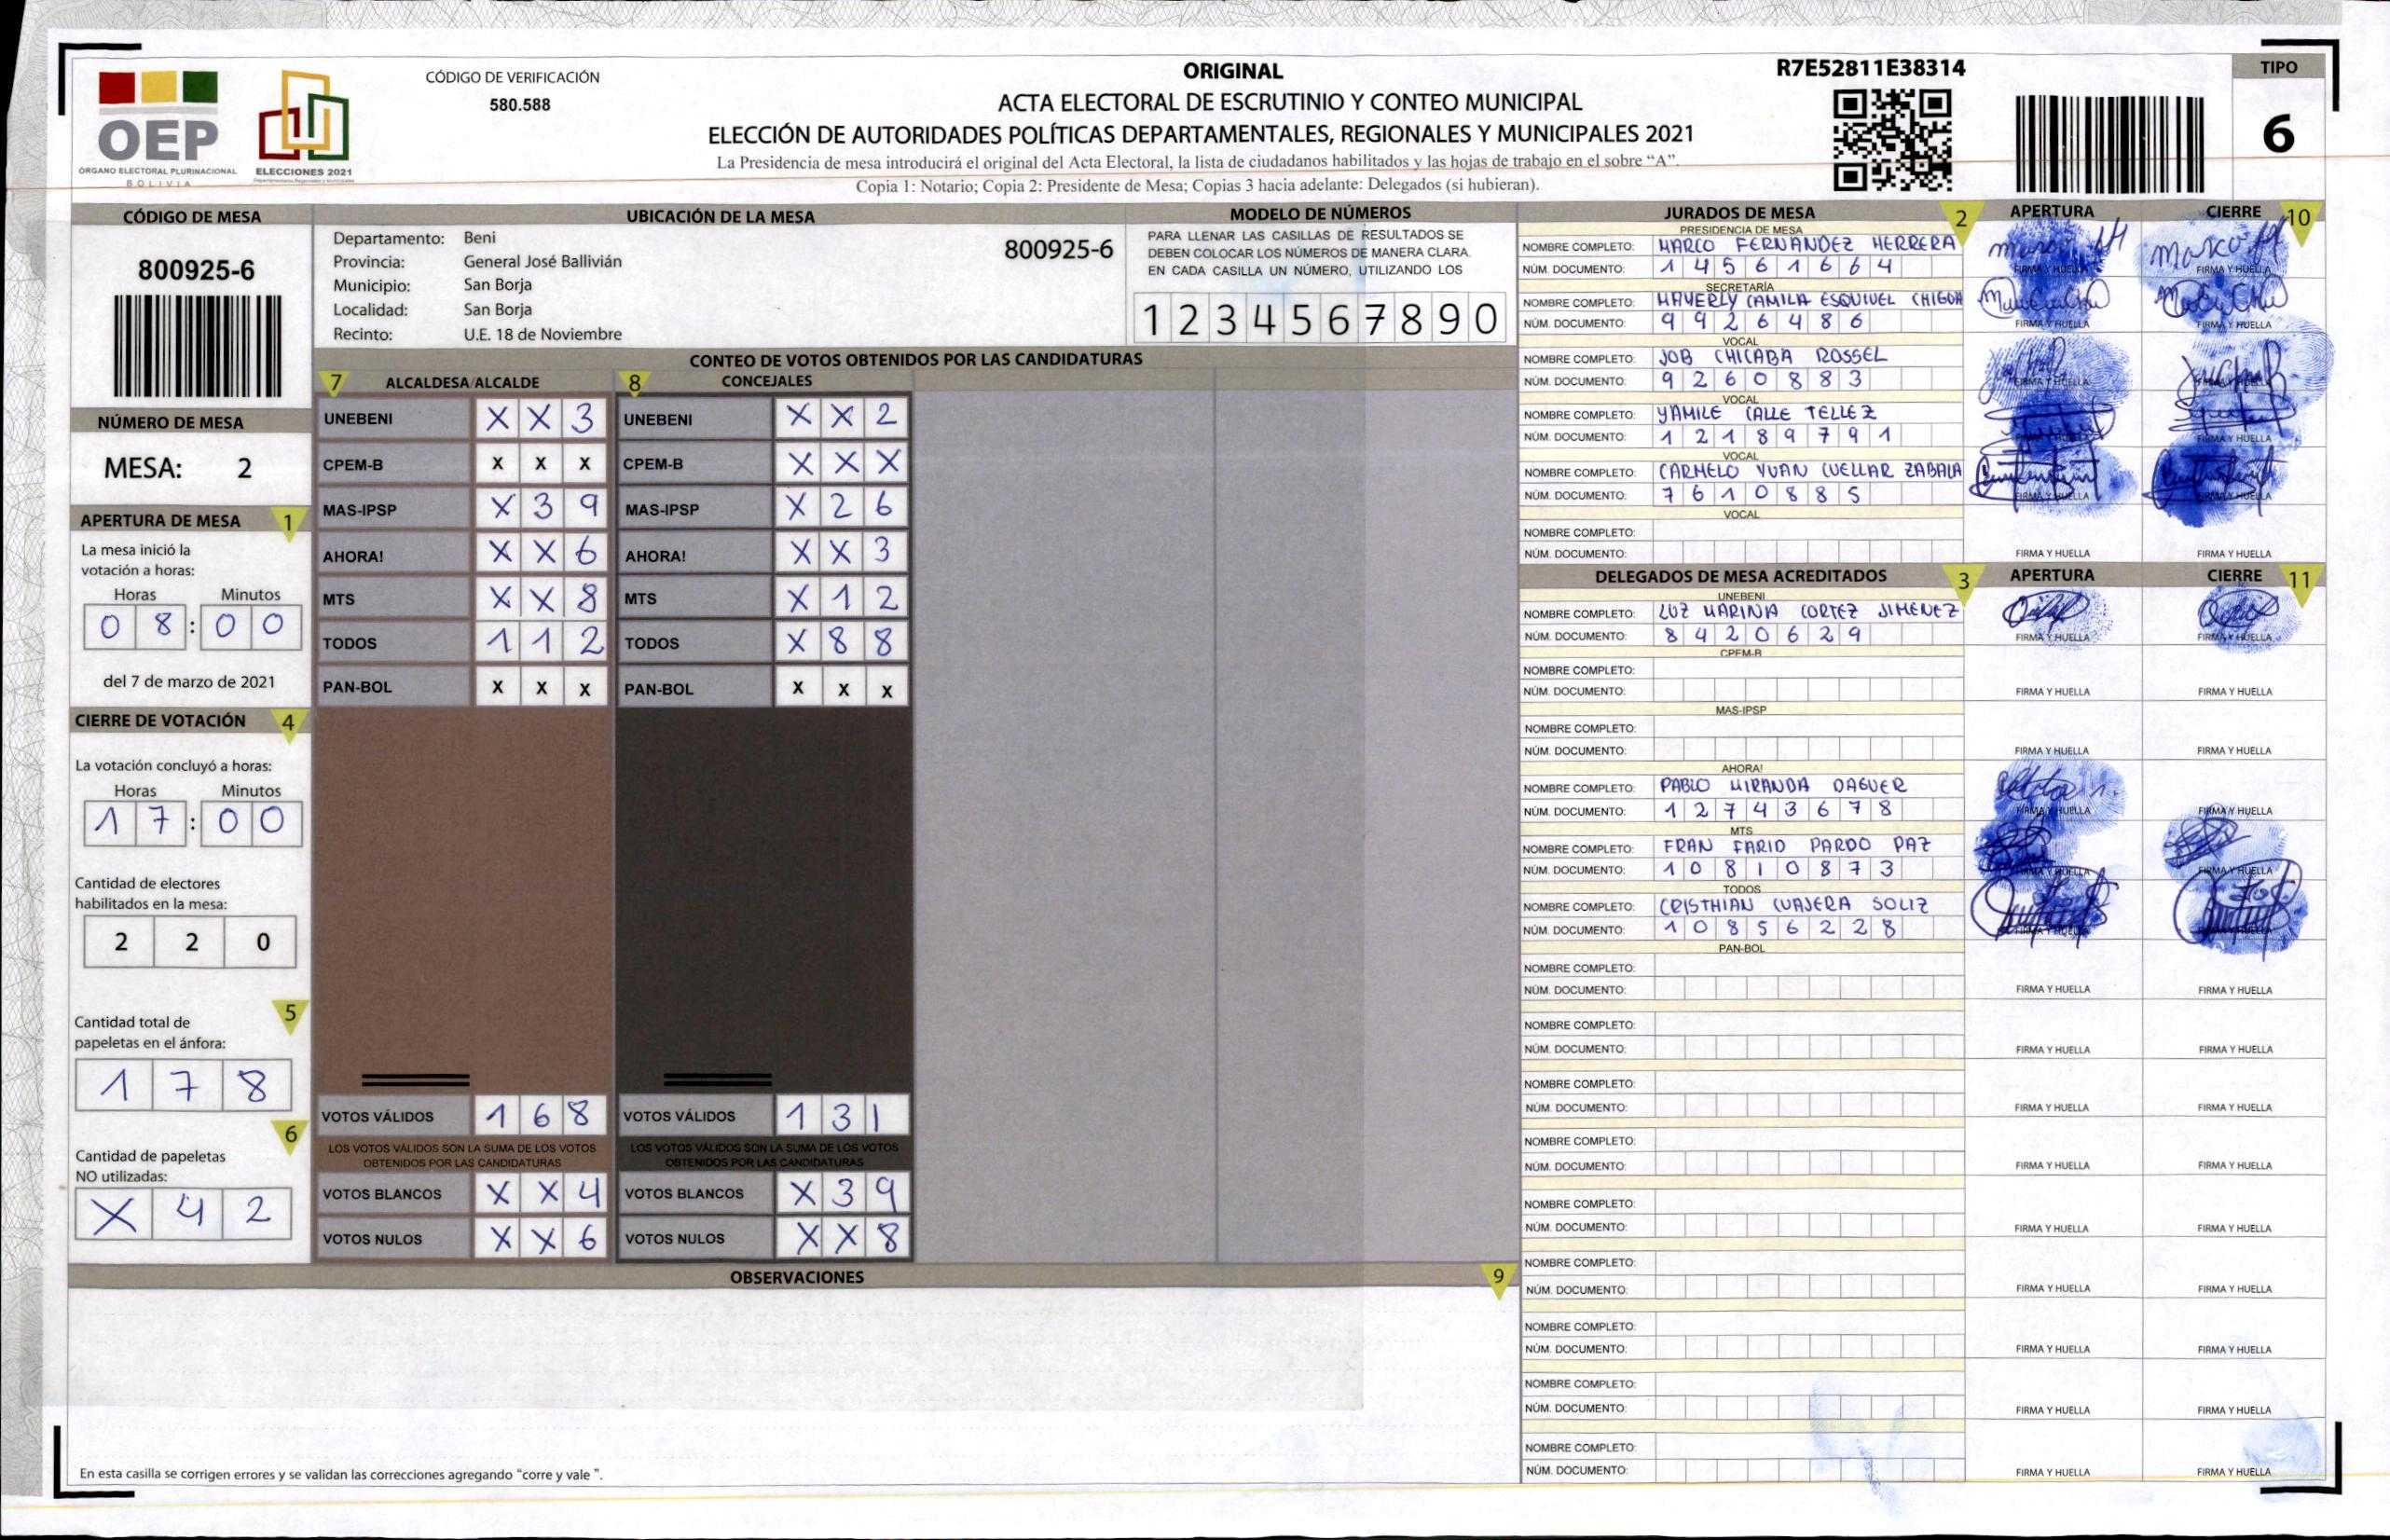 OEP
ÓRGANO ELECTORAL PLURINACIONAL
BOLIVIA
ELECCIONES 2021
CÓDIGO DE VERIFICACIÓN
580.588
ORIGINAL
ACTA ELECTORAL DE ESCRUTINIO Y CONTEO MUNICIPAL
ELECCIÓN DE AUTORIDADES POLÍTICAS DEPARTAMENTALES, REGIONALES Y MUNICIPALES 2021
La Presidencia de mesa introducirá el original del Acta Electoral, la lista de ciudadanos habilitados y las hojas de trabajo en el sobre “A”.
Copia 1: Notario; Copia 2: Presidente de Mesa; Copias 3 hacia adelante: Delegados (si hubieran).
R7E52811E38314
TIPO
6
CÓDIGO DE MESA
800925-6
NÚMERO DE MESA
MESA: 2
APERTURA DE MESA 1
La mesa inició la
votación a horas:
Horas Minutos
0 8 : 0 0
del 7 de marzo de 2021
CIERRE DE VOTACIÓN 4
La votación concluyó a horas:
Horas Minutos
1 7 : 0 0
Cantidad de electores
habilitados en la mesa:
2 2 0
5
Cantidad total de
papeletas en el ánfora:
1 7 8
6
Cantidad de papeletas
NO utilizadas:
X 4 2
UBICACIÓN DE LA MESA
Departamento: Beni
Provincia: General José Ballivián
Municipio: San Borja
Localidad: San Borja
Recinto: U.E. 18 de Noviembre
800925-6
MODELO DE NÚMEROS
PARA LLENAR LAS CASILLAS DE RESULTADOS SE
DEBEN COLOCAR LOS NÚMEROS DE MANERA CLARA.
EN CADA CASILLA UN NÚMERO, UTILIZANDO LOS
1 2 3 4 5 6 7 8 9 0
CONTEO DE VOTOS OBTENIDOS POR LAS CANDIDATURAS
7 ALCALDESA/ALCALDE 8 CONCEJALES
UNEBENI X X 3 UNEBENI X X 2
CPEM-B X X X CPEM-B X X X
MAS-IPSP X 3 9 MAS-IPSP X 2 6
AHORA! X X 6 AHORA! X X 3
MTS X X 8 MTS X 1 2
TODOS 1 1 2 TODOS X 8 8
PAN-BOL X X X PAN-BOL X X X
VOTOS VÁLIDOS 1 6 8 VOTOS VÁLIDOS 1 3 1
LOS VOTOS VÁLIDOS SON LA SUMA DE LOS VOTOS LOS VOTOS VÁLIDOS SON LA SUMA DE LOS VOTOS
OBTENIDOS POR LAS CANDIDATURAS OBTENIDOS POR LAS CANDIDATURAS
VOTOS BLANCOS X X 4 VOTOS BLANCOS X 3 9
VOTOS NULOS X X 6 VOTOS NULOS X X 8
OBSERVACIONES 9
En esta casilla se corrigen errores y se validan las correcciones agregando “corre y vale ”.
JURADOS DE MESA 2 APERTURA CIERRE 10
PRESIDENCIA DE MESA
NOMBRE COMPLETO: MARCO FERNANDEZ HERRERA
NÚM. DOCUMENTO: 1 4 5 6 1 6 6 4 FIRMA Y HUELLA FIRMA Y HUELLA
SECRETARÍA
NOMBRE COMPLETO: MAVERLY CAMILA ESQUIVEL
NÚM. DOCUMENTO: 9 9 2 6 4 8 6 FIRMA Y HUELLA FIRMA Y HUELLA
VOCAL
NOMBRE COMPLETO: JOB CHICABA ROSSEL
NÚM. DOCUMENTO: 9 2 6 0 8 8 3 FIRMA Y HUELLA
VOCAL
NOMBRE COMPLETO: YAMILE CALLE TELLEZ
NÚM. DOCUMENTO: 1 2 1 8 9 7 9 1 FIRMA Y HUELLA FIRMA Y HUELLA
VOCAL
NOMBRE COMPLETO: CARMELO YVAN CUELLAR ZABALA
NÚM. DOCUMENTO: 7 6 1 0 8 8 5 FIRMA Y HUELLA FIRMA Y HUELLA
VOCAL
NOMBRE COMPLETO:
NÚM. DOCUMENTO: FIRMA Y HUELLA FIRMA Y HUELLA
DELEGADOS DE MESA ACREDITADOS 3 APERTURA CIERRE 11
UNEBENI
NOMBRE COMPLETO: LUZ MARINA CORTEZ JIMENEZ
NÚM. DOCUMENTO: 8 4 2 0 6 2 9 FIRMA Y HUELLA FIRMA Y HUELLA
CPEM-B
NOMBRE COMPLETO:
NÚM. DOCUMENTO: FIRMA Y HUELLA FIRMA Y HUELLA
MAS-IPSP
NOMBRE COMPLETO:
NÚM. DOCUMENTO: FIRMA Y HUELLA FIRMA Y HUELLA
AHORA!
NOMBRE COMPLETO: PABLO MIRANDA DAGUER
NÚM. DOCUMENTO: 1 2 7 4 3 6 7 8 FIRMA Y HUELLA FIRMA Y HUELLA
MTS
NOMBRE COMPLETO: FRAN FARID PARDO PAZ
NÚM. DOCUMENTO: 1 0 8 1 0 8 7 3 FIRMA Y HUELLA FIRMA Y HUELLA
TODOS
NOMBRE COMPLETO: CRISTHIAN CUAJERA SOLIZ
NÚM. DOCUMENTO: 1 0 8 5 6 2 2 8 FIRMA Y HUELLA
PAN-BOL
NOMBRE COMPLETO:
NÚM. DOCUMENTO: FIRMA Y HUELLA FIRMA Y HUELLA
NOMBRE COMPLETO:
NÚM. DOCUMENTO: FIRMA Y HUELLA FIRMA Y HUELLA
NOMBRE COMPLETO:
NÚM. DOCUMENTO: FIRMA Y HUELLA FIRMA Y HUELLA
NOMBRE COMPLETO:
NÚM. DOCUMENTO: FIRMA Y HUELLA FIRMA Y HUELLA
NOMBRE COMPLETO:
NÚM. DOCUMENTO: FIRMA Y HUELLA FIRMA Y HUELLA
NOMBRE COMPLETO:
NÚM. DOCUMENTO: FIRMA Y HUELLA FIRMA Y HUELLA
NOMBRE COMPLETO:
NÚM. DOCUMENTO: FIRMA Y HUELLA FIRMA Y HUELLA
NOMBRE COMPLETO:
NÚM. DOCUMENTO: FIRMA Y HUELLA FIRMA Y HUELLA
NOMBRE COMPLETO:
NÚM. DOCUMENTO: FIRMA Y HUELLA FIRMA Y HUELLA